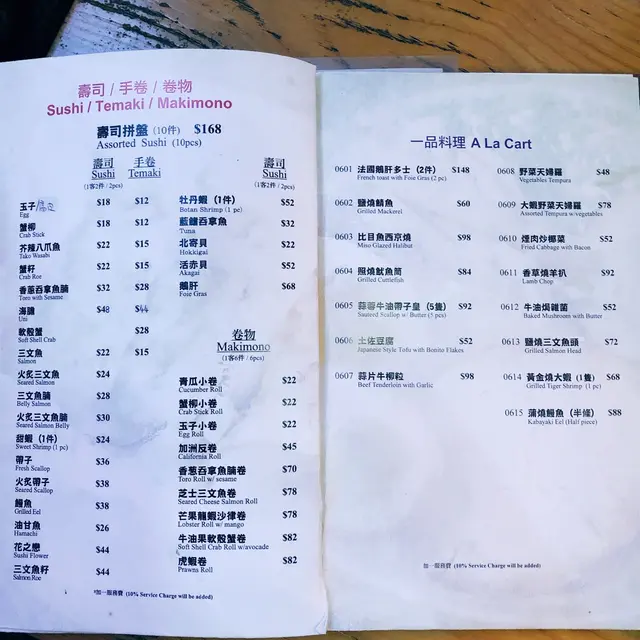 壽司 / 手卷 / 卷物
Sushi / Temaki / Makimono
壽司拼盤 (10件) $168
Assorted Sushi (10pcs)
壽司 手卷
Sushi Temaki
(1客2件 / 2pcs)
玉子 $18 $12
Egg
蟹柳 $18 $12
Crab Stick
芥辣八爪魚 $22 $15
Tako Wasabi
蟹籽 $22 $15
Crab Roe
香蔥吞拿魚腩 $32 $28
Toro with Sesame
海膽 $48 $44
Uni
軟殼蟹 $28
Soft Shell Crab
三文魚 $22 $15
Salmon
火炙三文魚 $24
Seared Salmon
三文魚腩 $28
Belly Salmon
火炙三文魚腩 $30
Seared Salmon Belly
甜蝦 (1件) $24
Sweet Shrimp (1 pc)
帶子 $36
Fresh Scallop
火炙帶子 $38
Seared Scallop
鰻魚 $38
Grilled Eel
油甘魚 $26
Hamachi
花之戀 $44
Sushi Flower
三文魚籽 $44
Salmon Roe
壽司
Sushi
(1客2件 / 2pcs)
牡丹蝦 (1件) $52
Botan Shrimp (1 pc)
藍鰭吞拿魚 $32
Tuna
北寄貝 $22
Hokkigai
活赤貝 $52
Akagai
鵝肝 $68
Foie Gras
卷物
Makimono
(1客6件 / 6pcs)
青瓜小卷 $22
Cucumber Roll
蟹柳小卷 $22
Crab Stick Roll
玉子小卷 $22
Egg Roll
加洲反卷 $45
California Roll
香蔥吞拿魚腩卷 $70
Toro Roll w/ sesame
芝士三文魚卷 $78
Seared Cheese Salmon Roll
芒果龍蝦沙律卷 $78
Lobster Roll w/ mango
牛油果軟殼蟹卷 $82
Soft Shell Crab Roll w/avocade
虎蝦卷 $82
Prawns Roll
*加一服務費 (10% Service Charge will be added)
一品料理 A La Cart
0601 法國鵝肝多士 (2件) $148
French toast with Foie Gras (2 pc)
0602 鹽燒鯖魚 $60
Grilled Mackerel
0603 比目魚西京燒 $98
Miso Glazed Halibut
0604 照燒魷魚筒 $84
Grilled Cuttlefish
0605 蒜蓉牛油帶子皇 (5隻) $92
Sauteed Scallop w/ Butter (5 pcs)
0606 土佐豆腐 $52
Japanese Style Tofu with Bonito Flakes
0607 蒜片牛柳粒 $98
Beef Tenderloin with Garlic
0608 野菜天婦羅 $48
Vegetables Tempura
0609 大蝦野菜天婦羅 $78
Assorted Tempura w/vegetables
0610 煙肉炒椰菜 $52
Fried Cabbage with Bacon
0611 香草燒羊扒 $92
Lamb Chop
0612 牛油焗雜菌 $52
Baked Mushroom with Butter
0613 鹽燒三文魚頭 $72
Grilled Salmon Head
0614 黃金燒大蝦 (1隻) $68
Grilled Tiger Shrimp (1 pc)
0615 蒲燒鰻魚 (半條) $88
Kabayaki Eel (Half piece)
加一服務費 (10% Service Charge will be added)